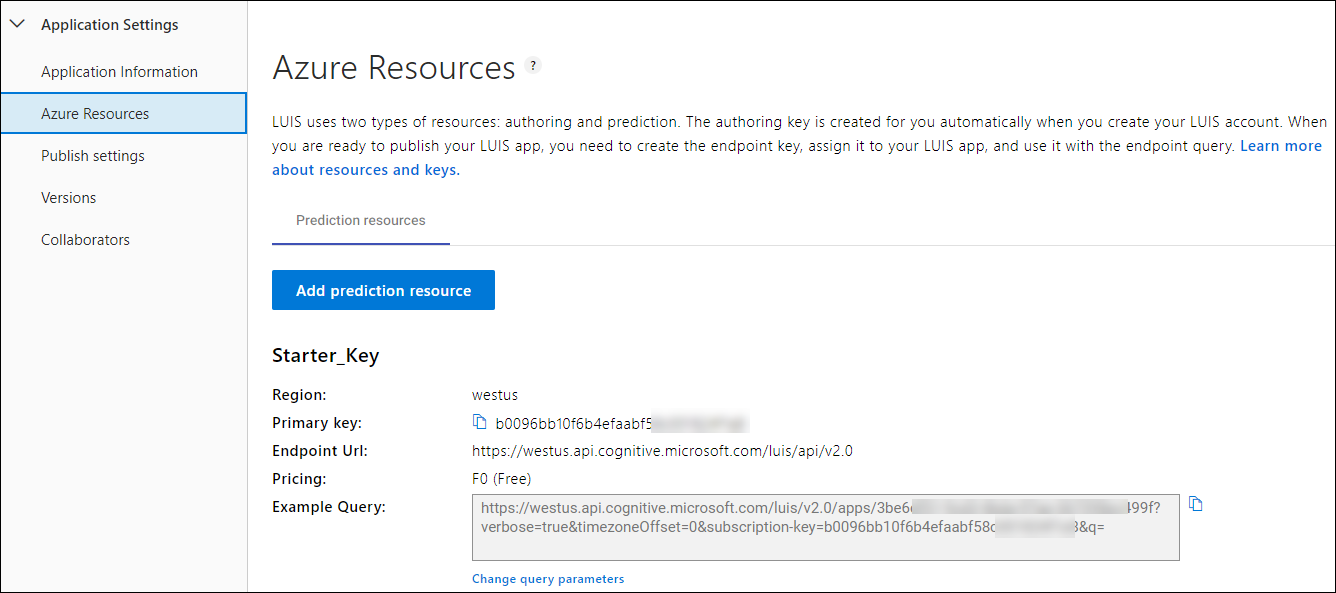 Application Settings
Application Information
Azure Resources
Publish settings
Versions
Collaborators
Azure Resources ?
LUIS uses two types of resources: authoring and prediction. The authoring key is created for you automatically when you create your LUIS account. When
you are ready to publish your LUIS app, you need to create the endpoint key, assign it to your LUIS app, and use it with the endpoint query. Learn more
about resources and keys.
Prediction resources
Add prediction resource
Starter_Key
Region: westus
Primary key: b0096bb10f6b4efaabf5
Endpoint Url: https://westus.api.cognitive.microsoft.com/luis/api/v2.0
Pricing: F0 (Free)
Example Query: https://westus.api.cognitive.microsoft.com/luis/v2.0/apps/3be6 499f?
verbose=true&timezoneOffset=0&subscription-key=b0096bb10f6b4efaabf58 &q=
Change query parameters